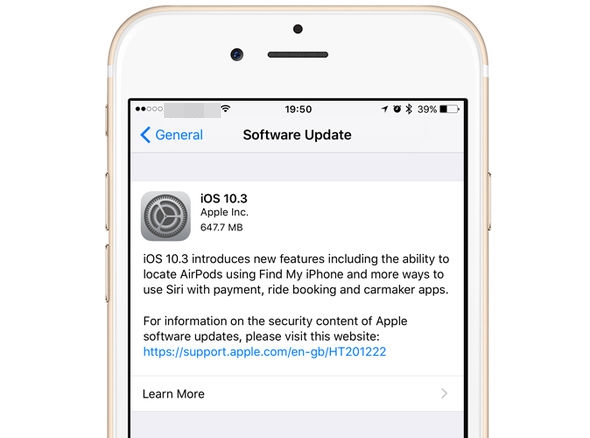 19:50
39%
General
Software Update
iOS 10.3
Apple Inc.
647.7 MB
iOS 10.3 introduces new features including the ability to
locate AirPods using Find My iPhone and more ways to
use Siri with payment, ride booking and carmaker apps.
For information on the security content of Apple
software updates, please visit this website:
https://support.apple.com/en-gb/HT201222
Learn More